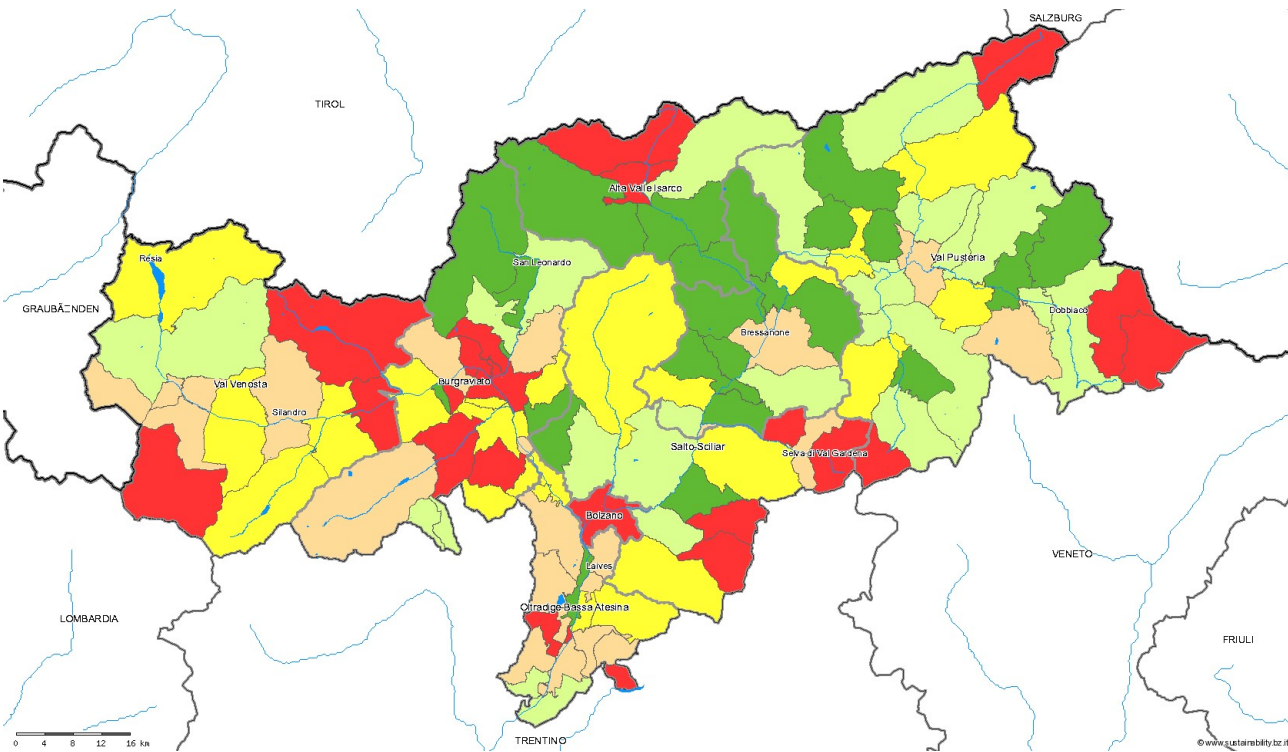 SALZBURG
TIROL
Alta Valle Isarco
Resia
San Leonardo
Val Pusteria
GRAUBÃ□NDEN
Dobbiaco
Bressanone
Val Venosta
Burgraviato
Silandro
Salto-Sciliar
Selva di Val Gardena
Bolzano
VENETO
Laives
Oltradige-Bassa Atesina
LOMBARDIA
FRIULI
0 4 8 12 16 km
TRENTINO
© www.sustainability.bz.it